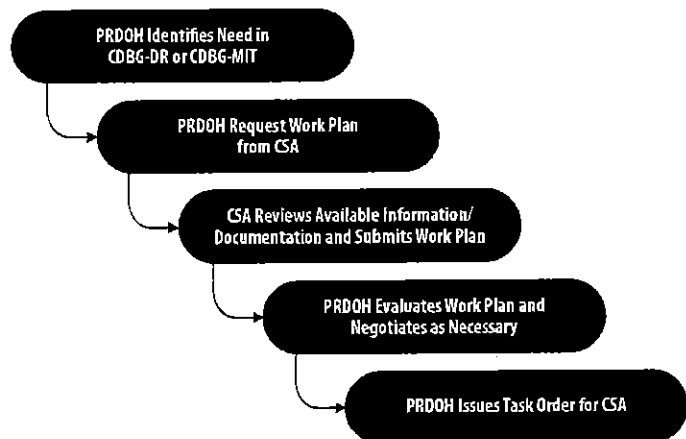 PRDOH Identifies Need in
CDBG-DR or CDBG-MIT
PRDOH Request Work Plan
from CSA
CSA Reviews Available Information/
Documentation and Submits Work Plan
PRDOH Evaluates Work Plan and
Negotiates as Necessary
PRDOH Issues Task Order for CSA